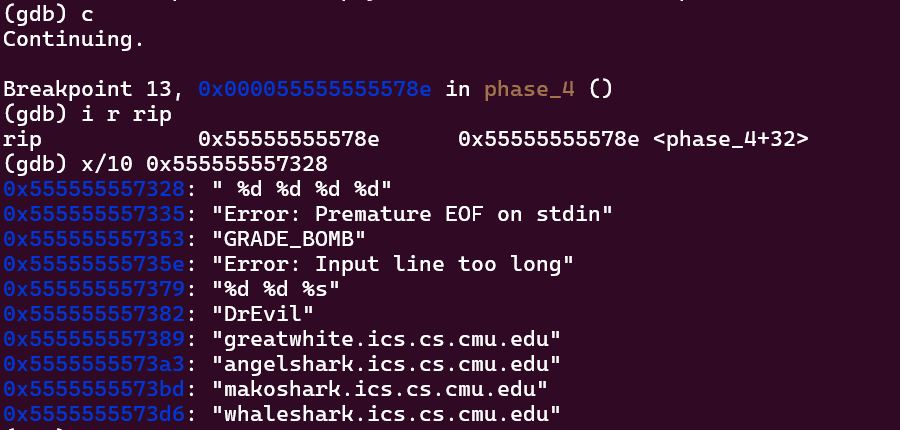 (gdb) c
Continuing.
Breakpoint 13, 0x000055555555578e in phase_4 ()
(gdb) i r rip
rip            0x55555555578e      0x55555555578e <phase_4+32>
(gdb) x/10 0x555555557328
0x555555557328: " %d %d %d %d"
0x555555557335: "Error: Premature EOF on stdin"
0x555555557353: "GRADE_BOMB"
0x55555555735e: "Error: Input line too long"
0x555555557379: "%d %d %s"
0x555555557382: "DrEvil"
0x555555557389: "greatwhite.ics.cs.cmu.edu"
0x5555555573a3: "angelshark.ics.cs.cmu.edu"
0x5555555573bd: "makoshark.ics.cs.cmu.edu"
0x5555555573d6: "whaleshark.ics.cs.cmu.edu"